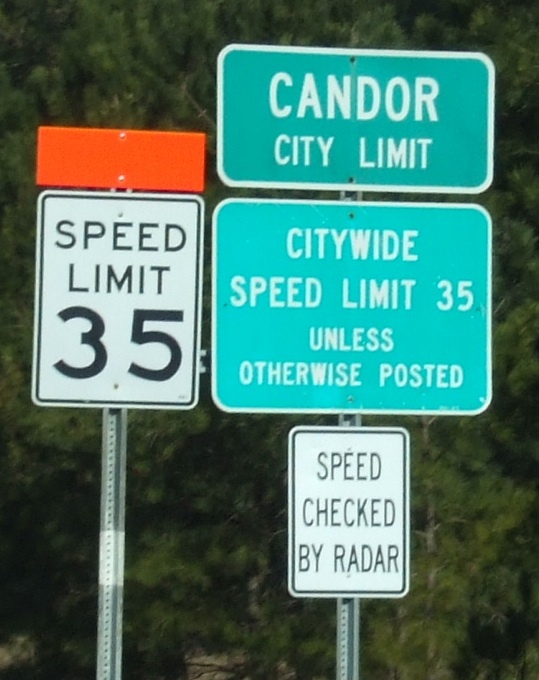 CANDOR
CITY LIMIT
SPEED
LIMIT
35
CITYWIDE
SPEED LIMIT 35
UNLESS
OTHERWISE POSTED
SPEED
CHECKED
BY RADAR